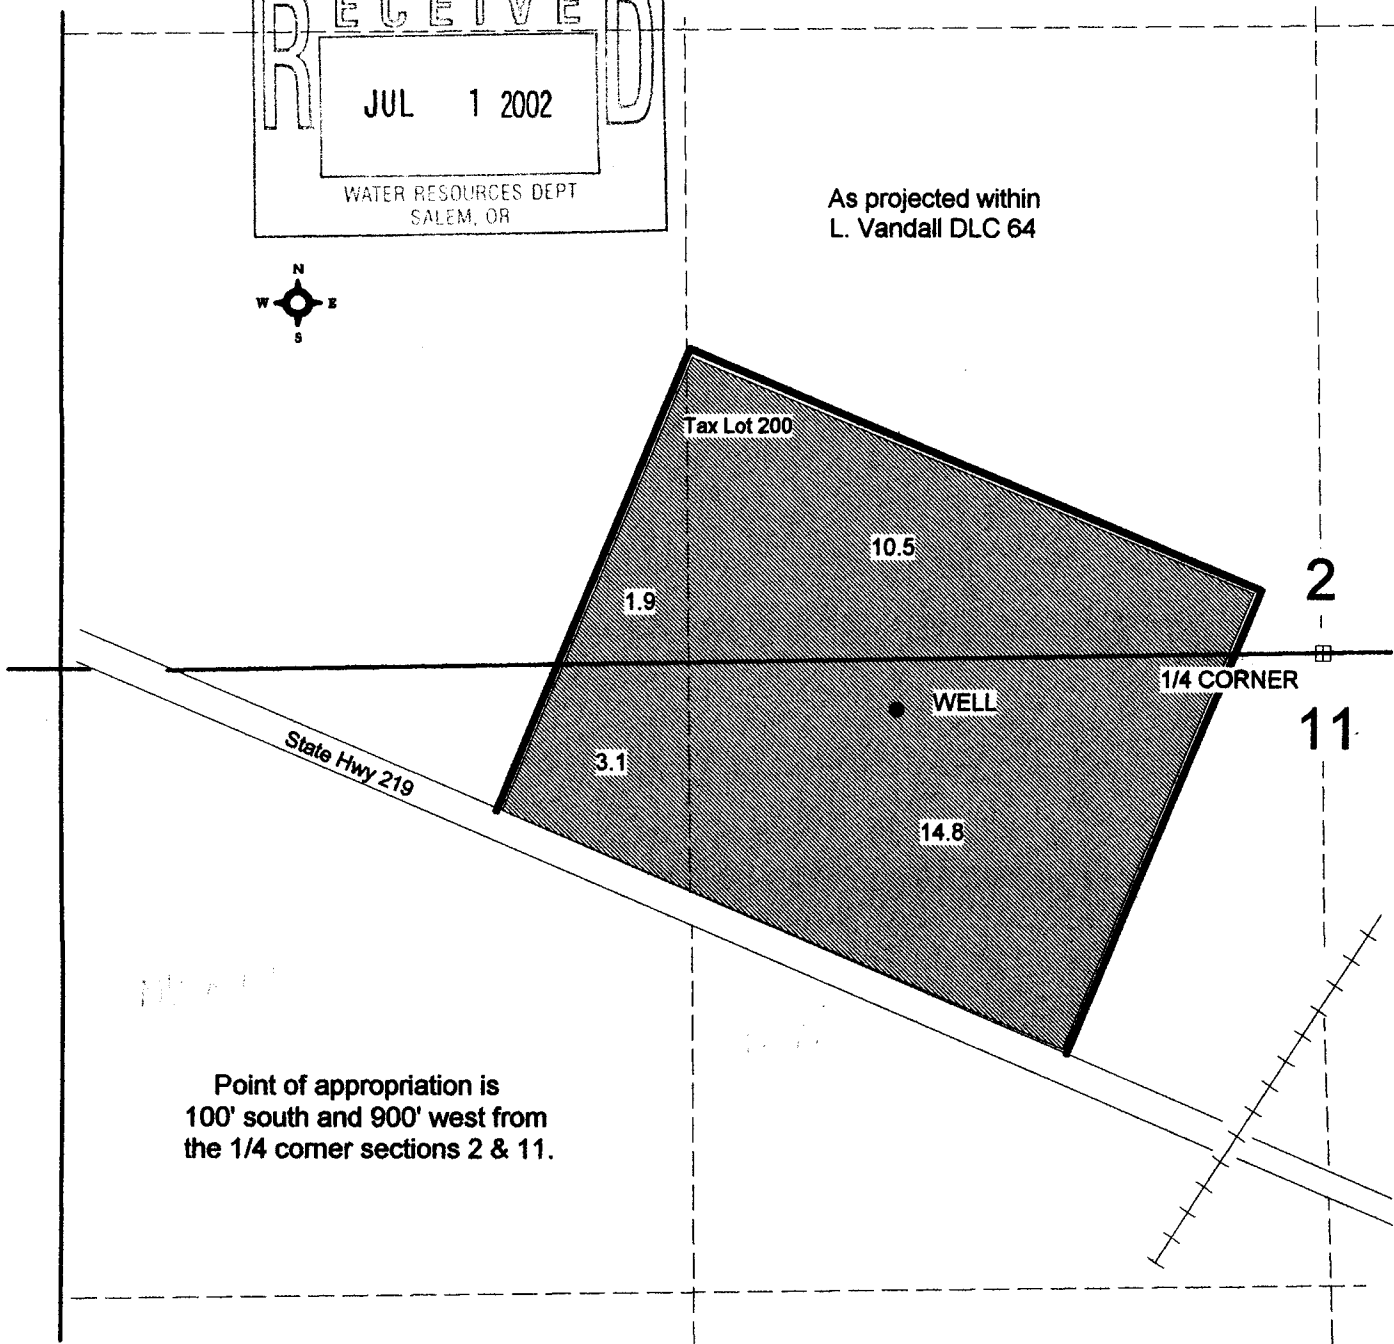 RECEIVED
JUL 1 2002
WATER RESOURCES DEPT
SALEM, OR
As projected within
L. Vandall DLC 64
N
W E
S
Tax Lot 200
10.5
2
1.9
1/4 CORNER
WELL
11
State Hwy 219
3.1
14.8
Point of appropriation is
100' south and 900' west from
the 1/4 corner sections 2 & 11.